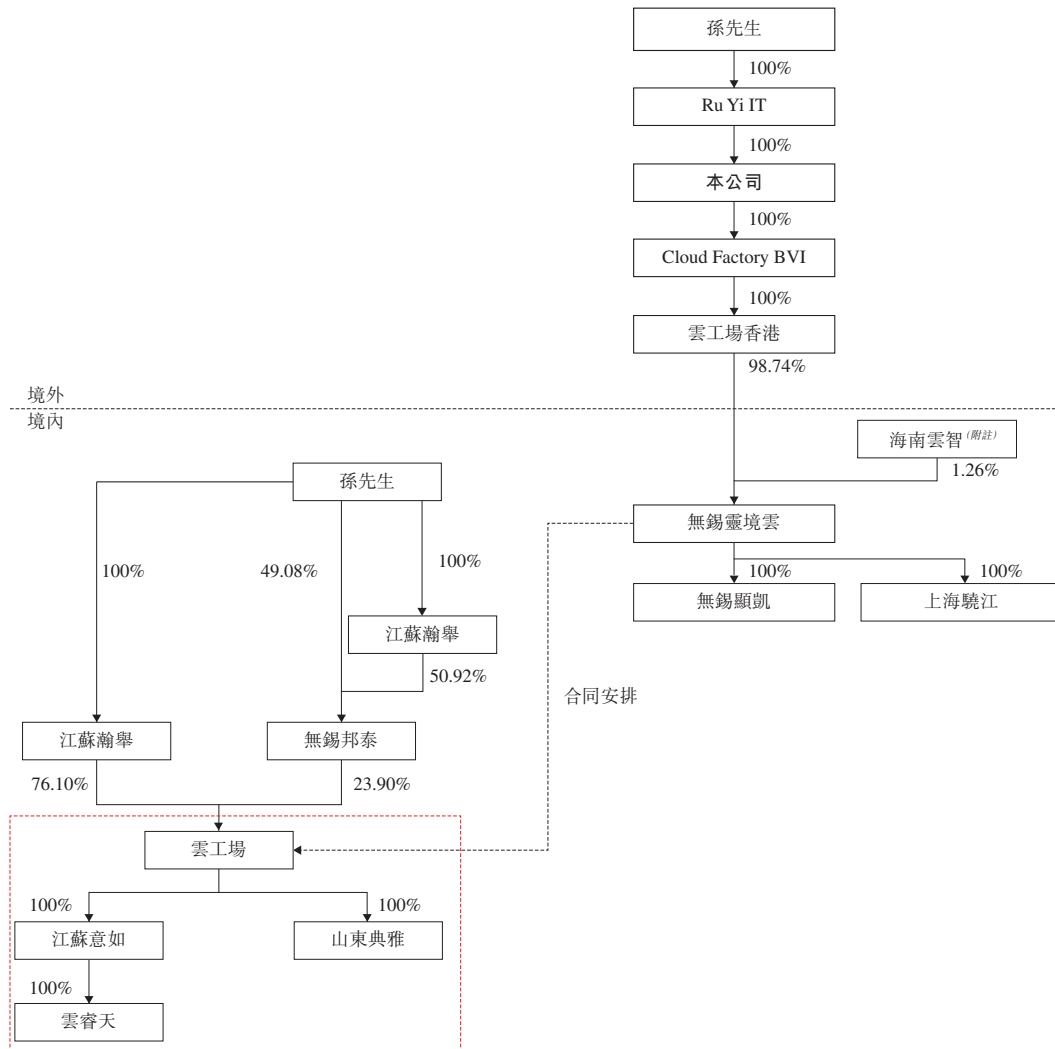 孫先生
100%
Ru Yi IT
100%
本公司
100%
Cloud Factory BVI
100%
雲工場香港
98.74%
境外
境內
海南雲智(附註)
1.26%
孫先生
無錫靈境雲
100%
49.08%
100%
100%
100%
無錫顯凱
上海驍江
江蘇瀚舉
50.92%
合同安排
江蘇瀚舉
無錫邦泰
76.10%
23.90%
雲工場
100%
100%
江蘇意如
山東典雅
100%
雲睿天